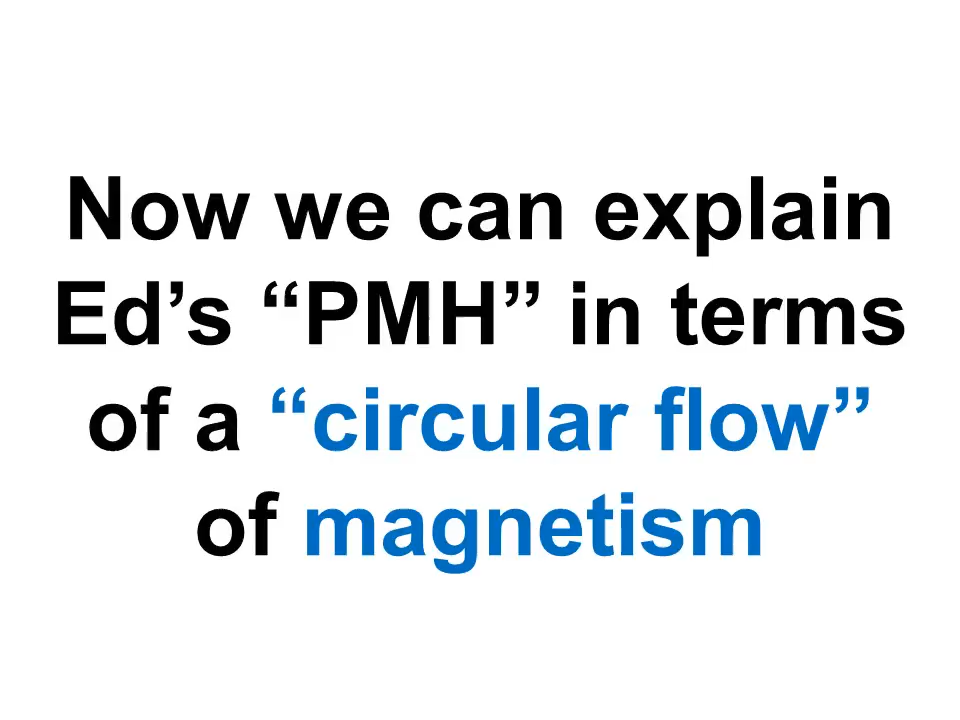 Now we can explain
Ed’s “PMH” in terms
of a “circular flow”
of magnetism